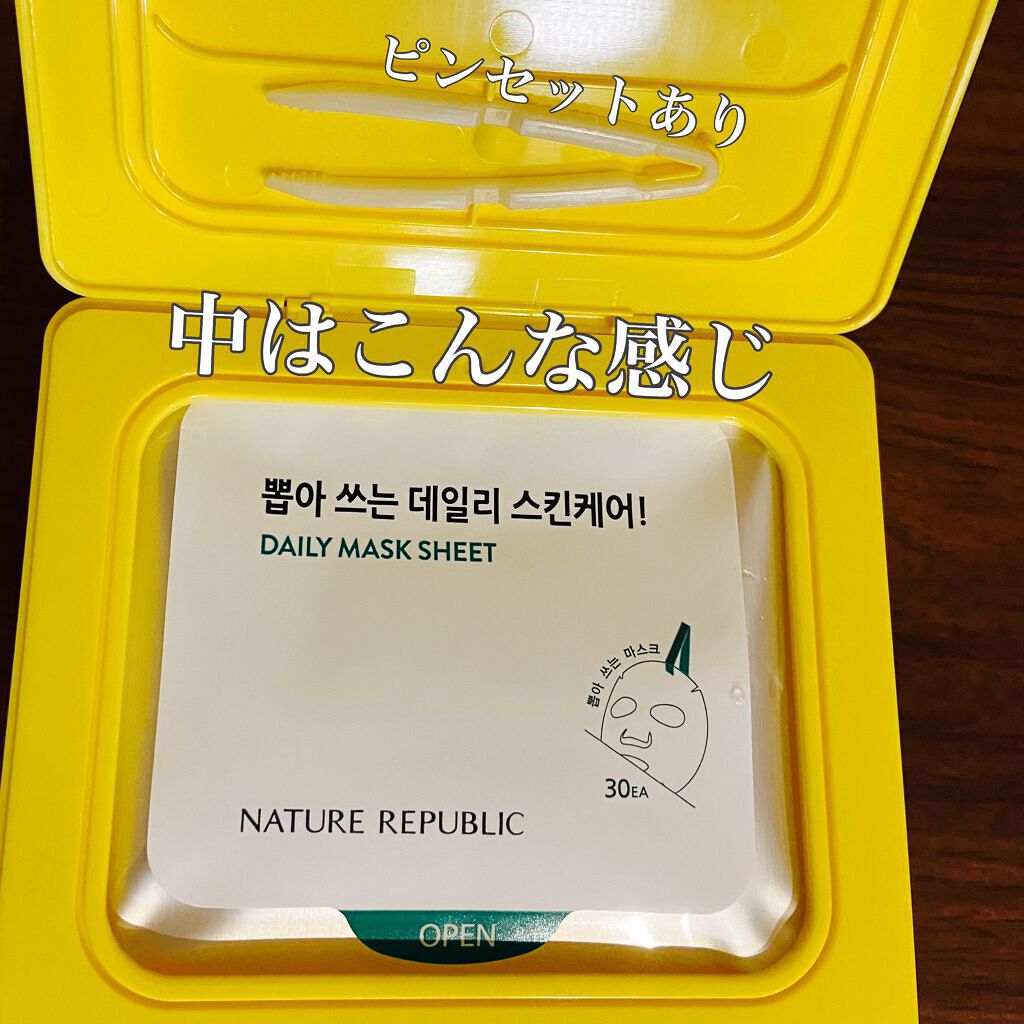 ピンセットあり
中はこんな感じ
뽑아 쓰는 데일리 스킨케어!
DAILY MASK SHEET
뽑아 쓰는 마스크
30EA
NATURE REPUBLIC
OPEN